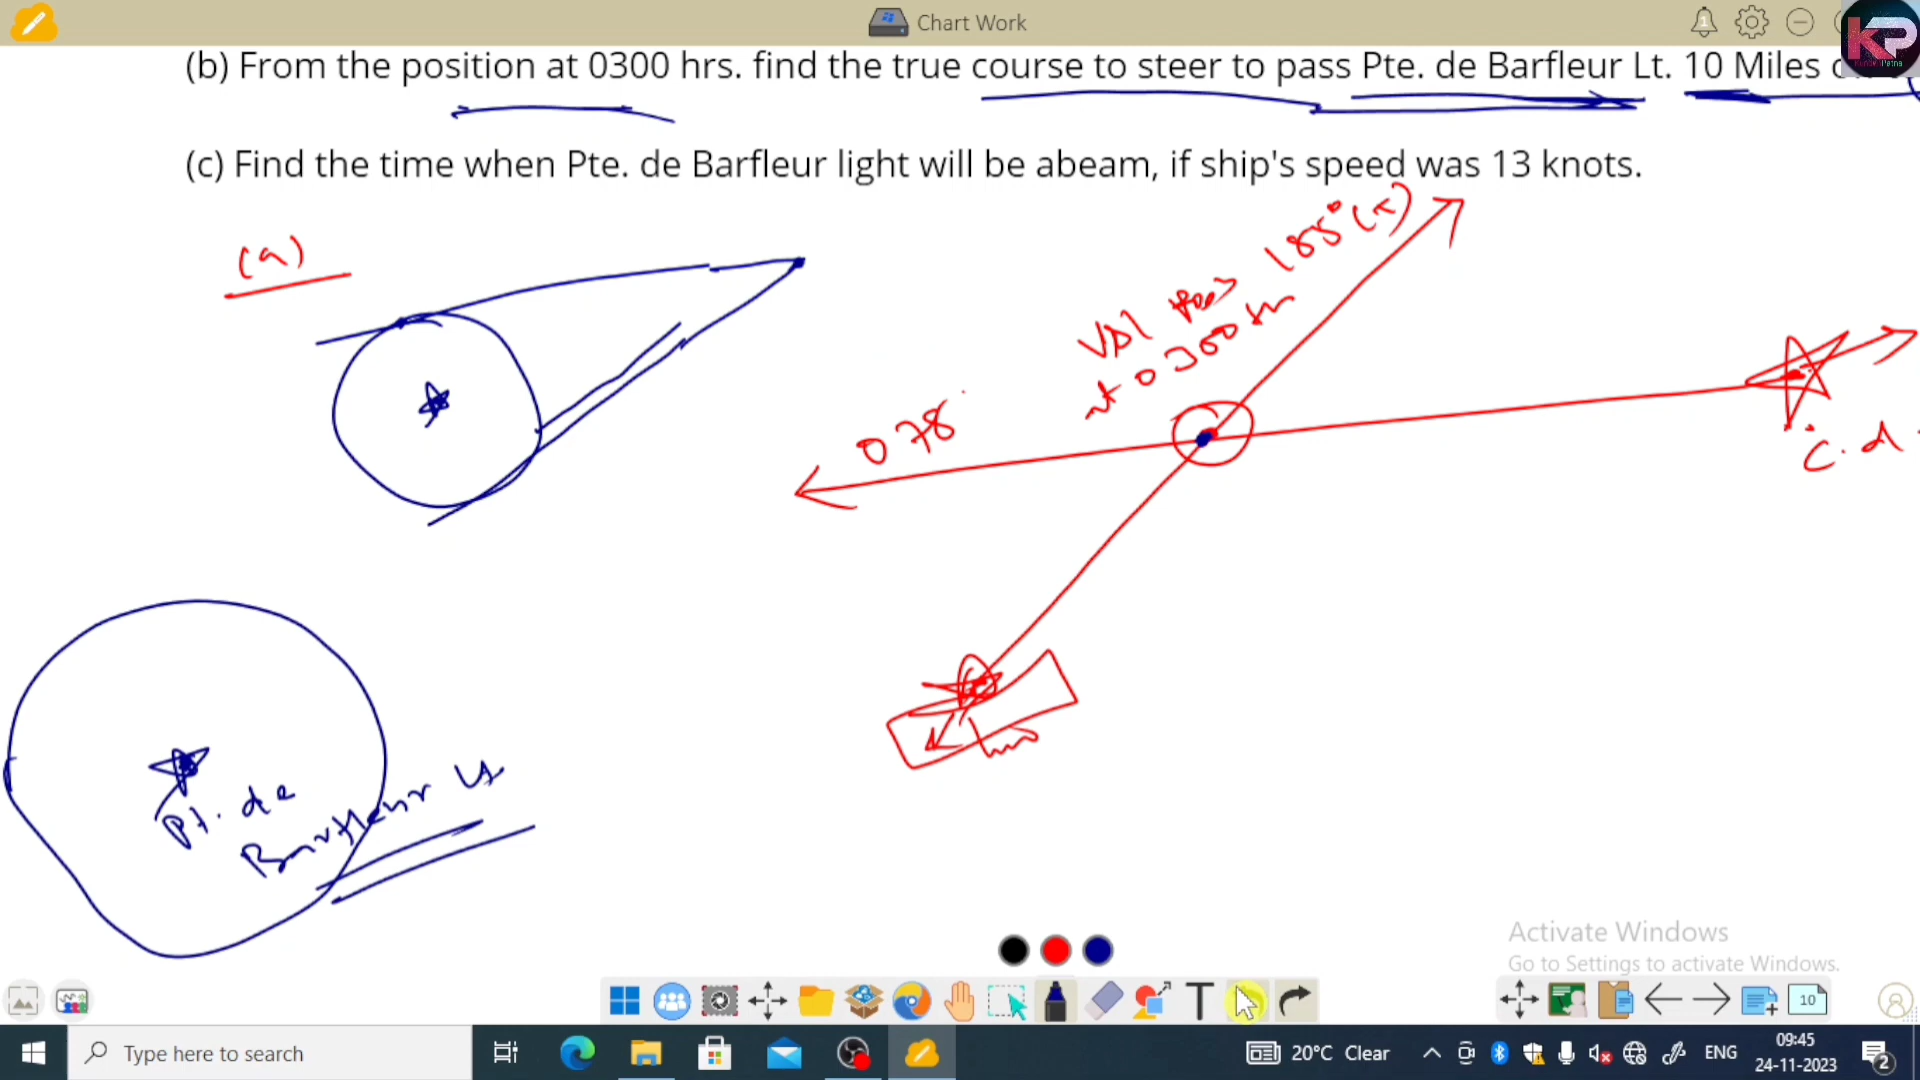 Chart Work
KP
(b) From the position at 0300 hrs. find the true course to steer to pass Pte. de Barfleur Lt. 10 Miles
(c) Find the time when Pte. de Barfleur light will be abeam, if ship's speed was 13 knots.
(a)
Vsl
at 0300 hr
078
c. d
Pt. de
Barfleur Lt
Activate Windows
Go to Settings to activate Windows.
10
Type here to search
20°C Clear
ENG
09:45
24-11-2023
2